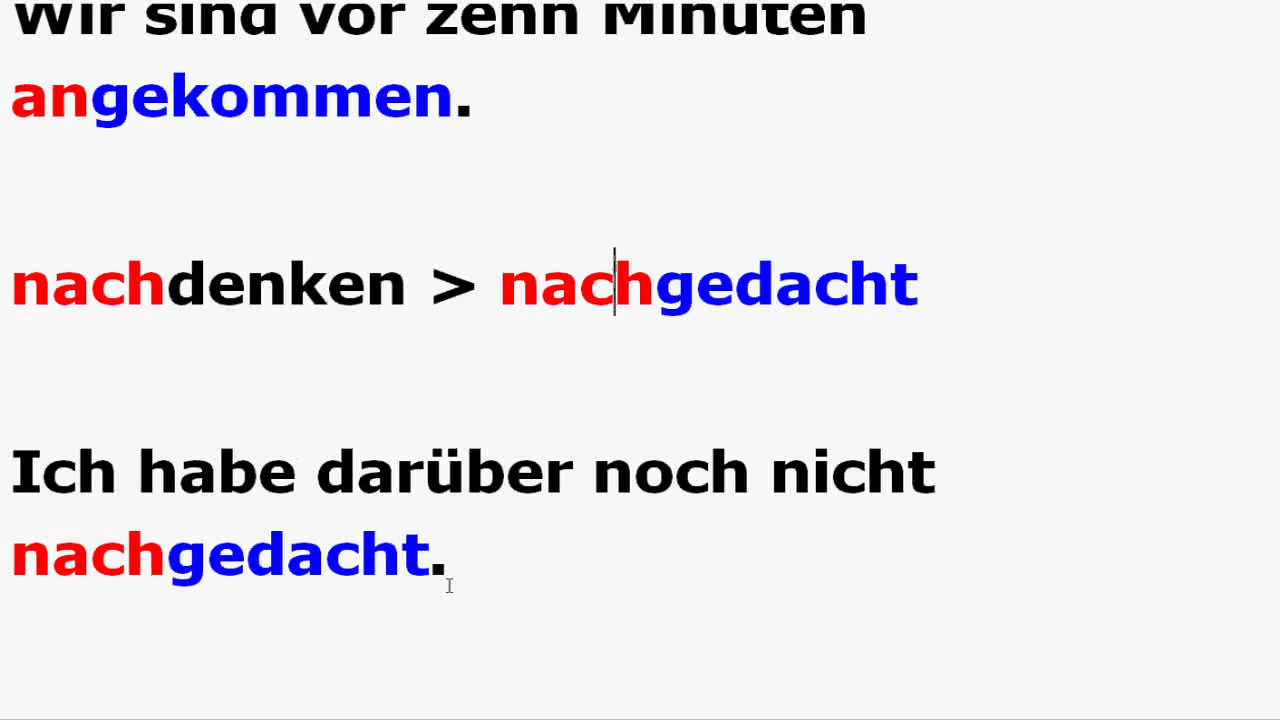 Wir sind vor zehn Minuten
angekommen.
nachdenken > nachgedacht
Ich habe darüber noch nicht
nachgedacht.